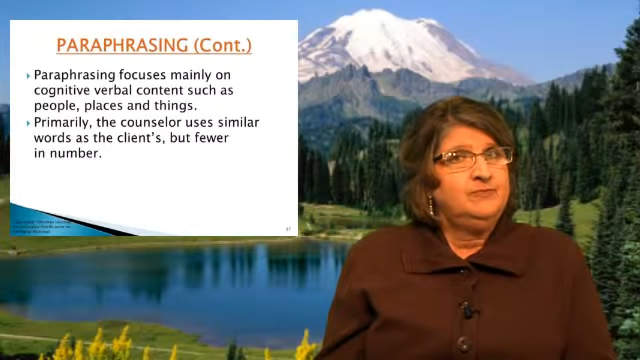 PARAPHRASING (Cont.)
Paraphrasing focuses mainly on
cognitive verbal content such as
people, places and things.
Primarily, the counselor uses similar
words as the client's, but fewer
in number.